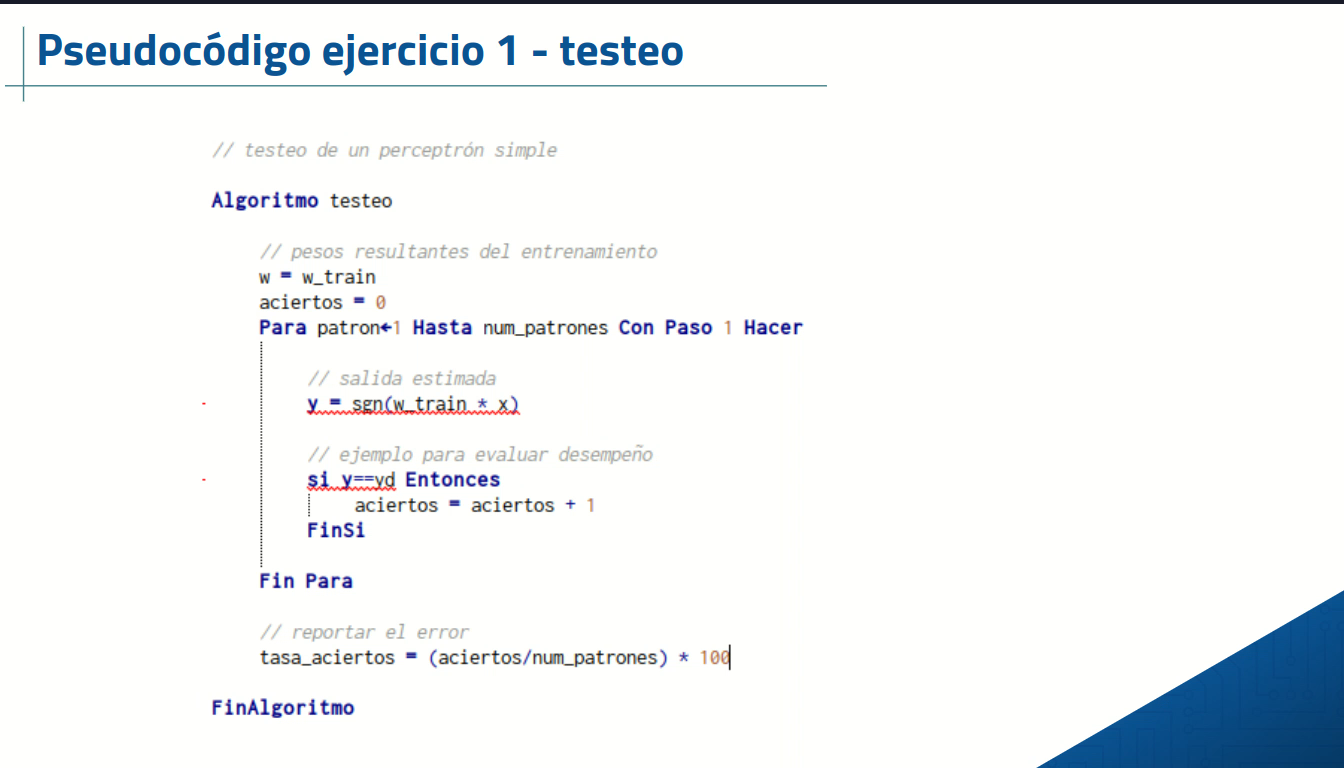 Pseudocódigo ejercicio 1 - testeo
// testeo de un perceptrón simple
Algoritmo testeo
// pesos resultantes del entrenamiento
w = w_train
aciertos = 0
Para patron←1 Hasta num_patrones Con Paso 1 Hacer
// salida estimada
y = sgn(w_train * x)
// ejemplo para evaluar desempeño
si y==yd Entonces
aciertos = aciertos + 1
FinSi
Fin Para
// reportar el error
tasa_aciertos = (aciertos/num_patrones) * 100
FinAlgoritmo